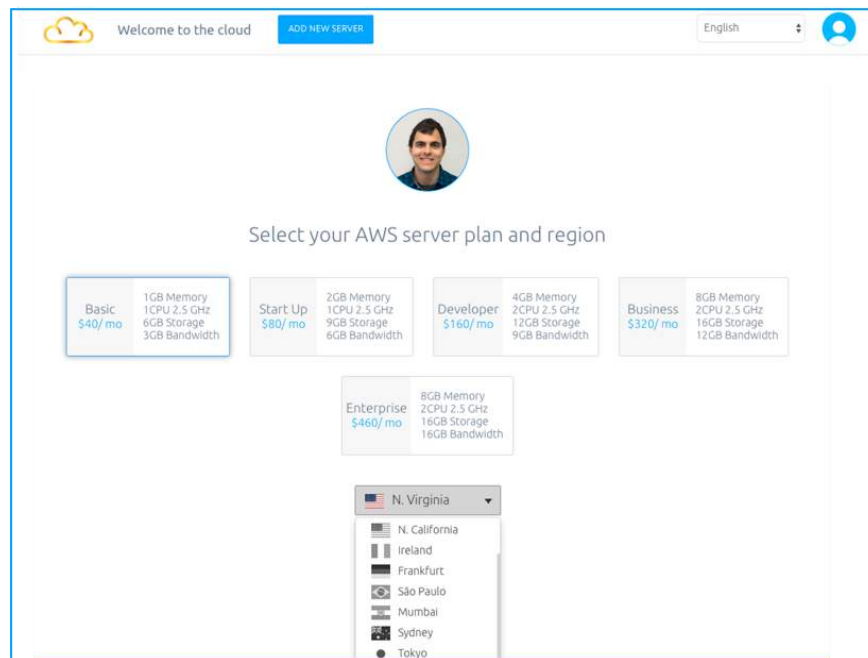 Welcome to the cloud
ADD NEW SERVER
English
Select your AWS server plan and region
Basic
$40/ mo
1GB Memory
1CPU 2.5 GHz
6GB Storage
3GB Bandwidth
Start Up
$80/ mo
2GB Memory
1CPU 2.5 GHz
9GB Storage
6GB Bandwidth
Developer
$160/ mo
4GB Memory
2CPU 2.5 GHz
12GB Storage
9GB Bandwidth
Business
$320/ mo
8GB Memory
2CPU 2.5 GHz
16GB Storage
12GB Bandwidth
Enterprise
$460/ mo
8GB Memory
2CPU 2.5 GHz
16GB Storage
16GB Bandwidth
N. Virginia
N. California
Ireland
Frankfurt
São Paulo
Mumbai
Sydney
Tokyo